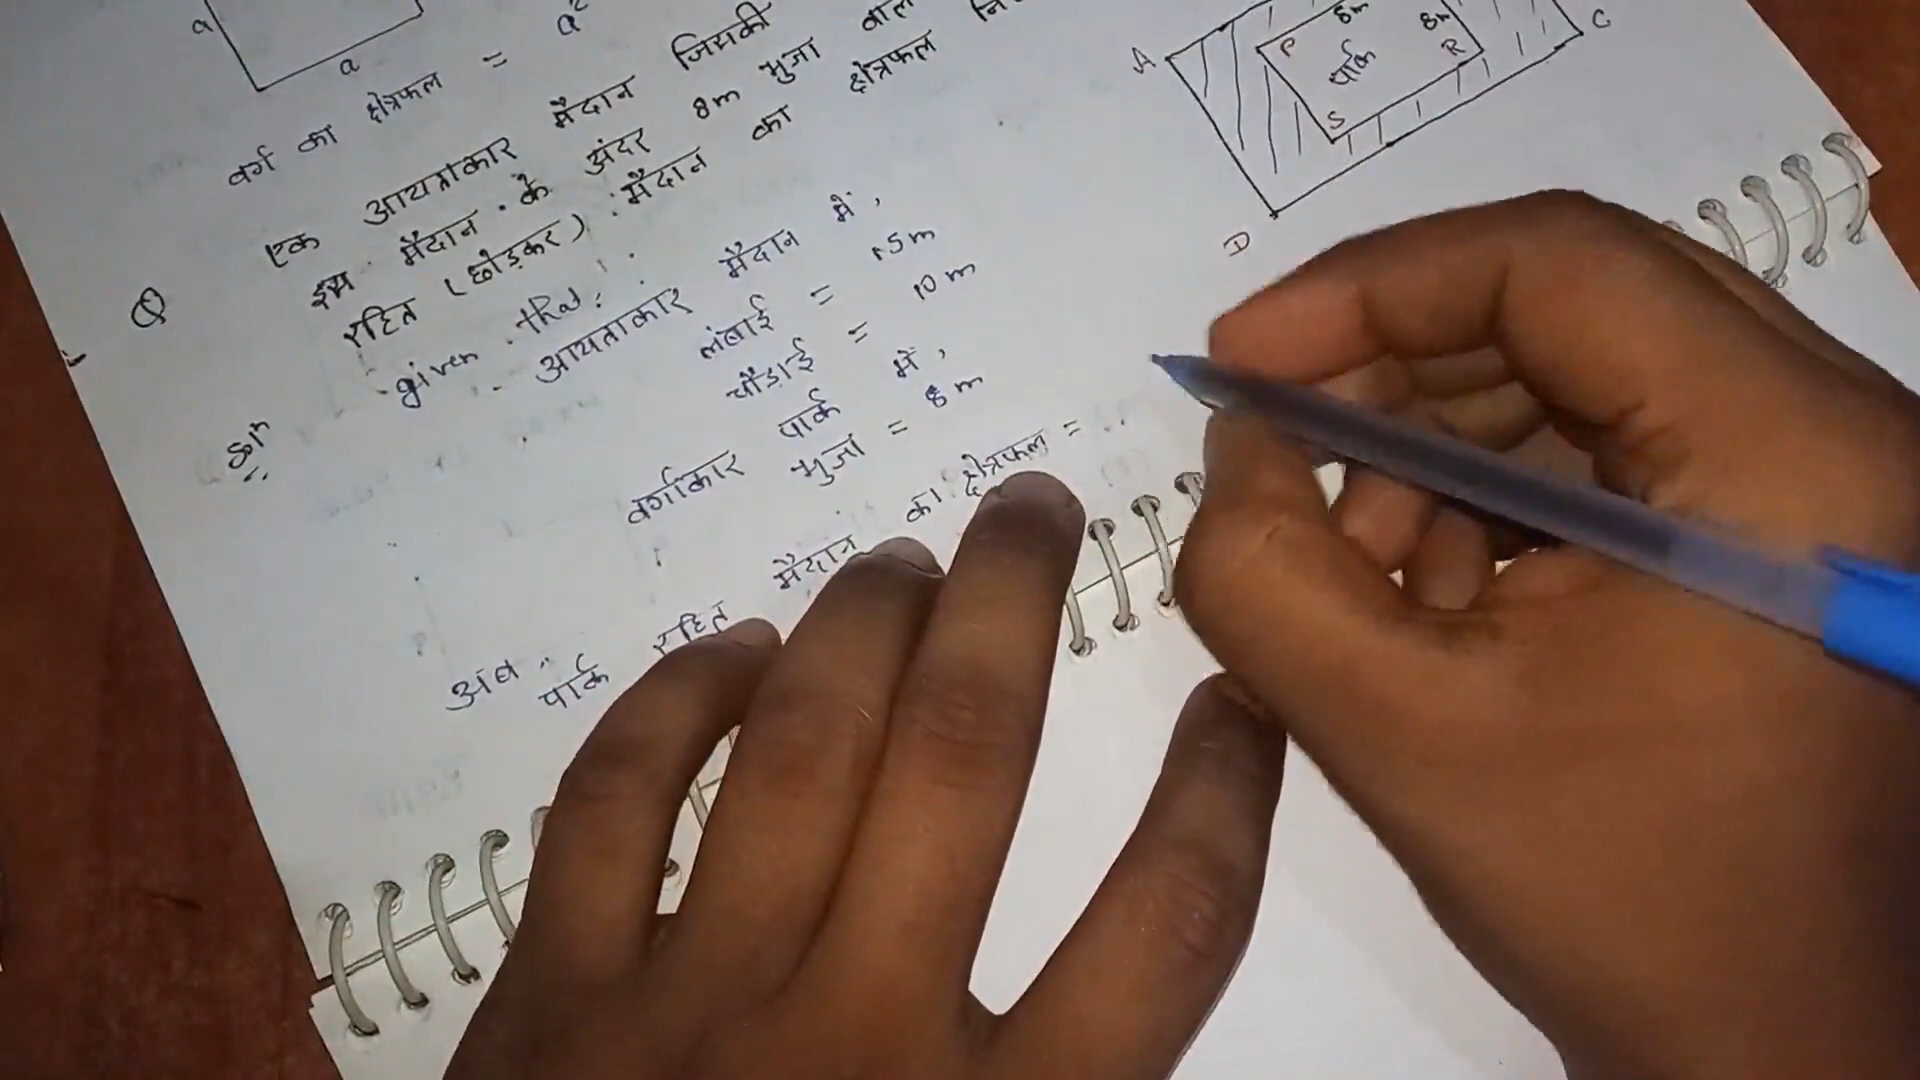 a
a
वर्ग का क्षेत्रफल = a²
Q एक आयताकार मैदान जिसकी
इस मैदान के अंदर 8m भुजा वाले
रहित (छोड़कर) मैदान का क्षेत्रफल
A P 8m 8m C
पार्क R
S
D
Solⁿ given that:
आयताकार मैदान में,
लंबाई = 15m
चौड़ाई = 10m
वर्गाकार पार्क में,
भुजा = 8m
अब
पार्क रहित मैदान का क्षेत्रफल =